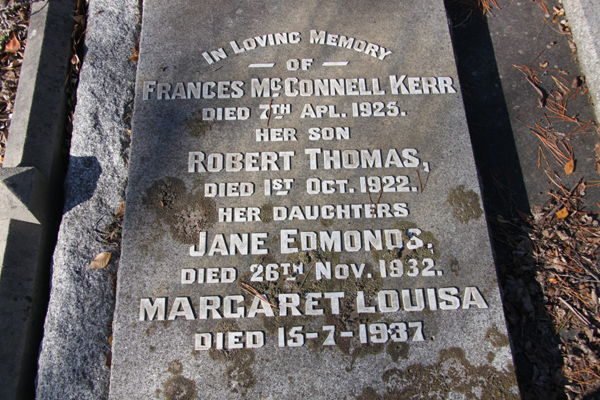 IN LOVING MEMORY
OF
FRANCES McCONNELL KERR
DIED 7TH APL. 1925.
HER SON
ROBERT THOMAS,
DIED 1ST OCT. 1922.
HER DAUGHTERS
JANE EDMONDS.
DIED 26TH NOV. 1932.
MARGARET LOUISA
DIED 15-7-1937.